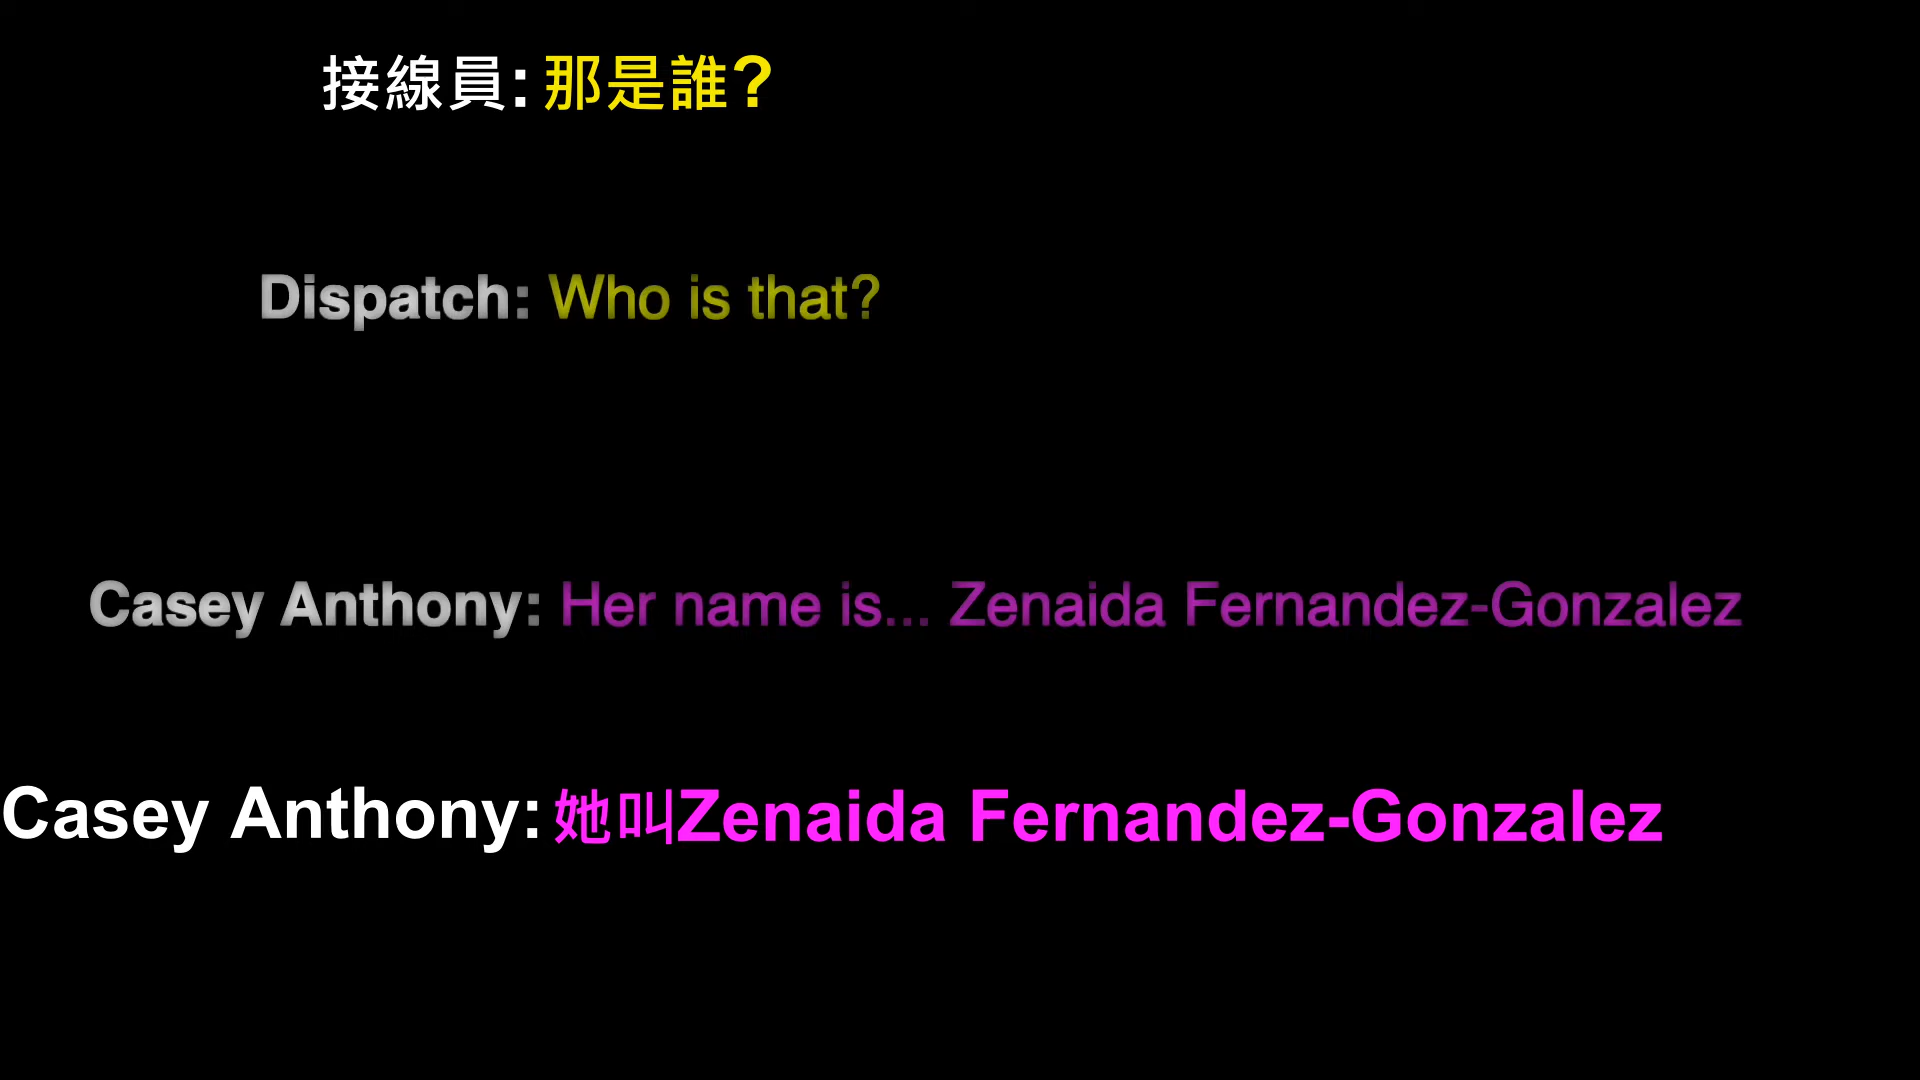 接線員: 那是誰?
Dispatch: Who is that?
Casey Anthony: Her name is... Zenaida Fernandez-Gonzalez
Casey Anthony: 她叫Zenaida Fernandez-Gonzalez